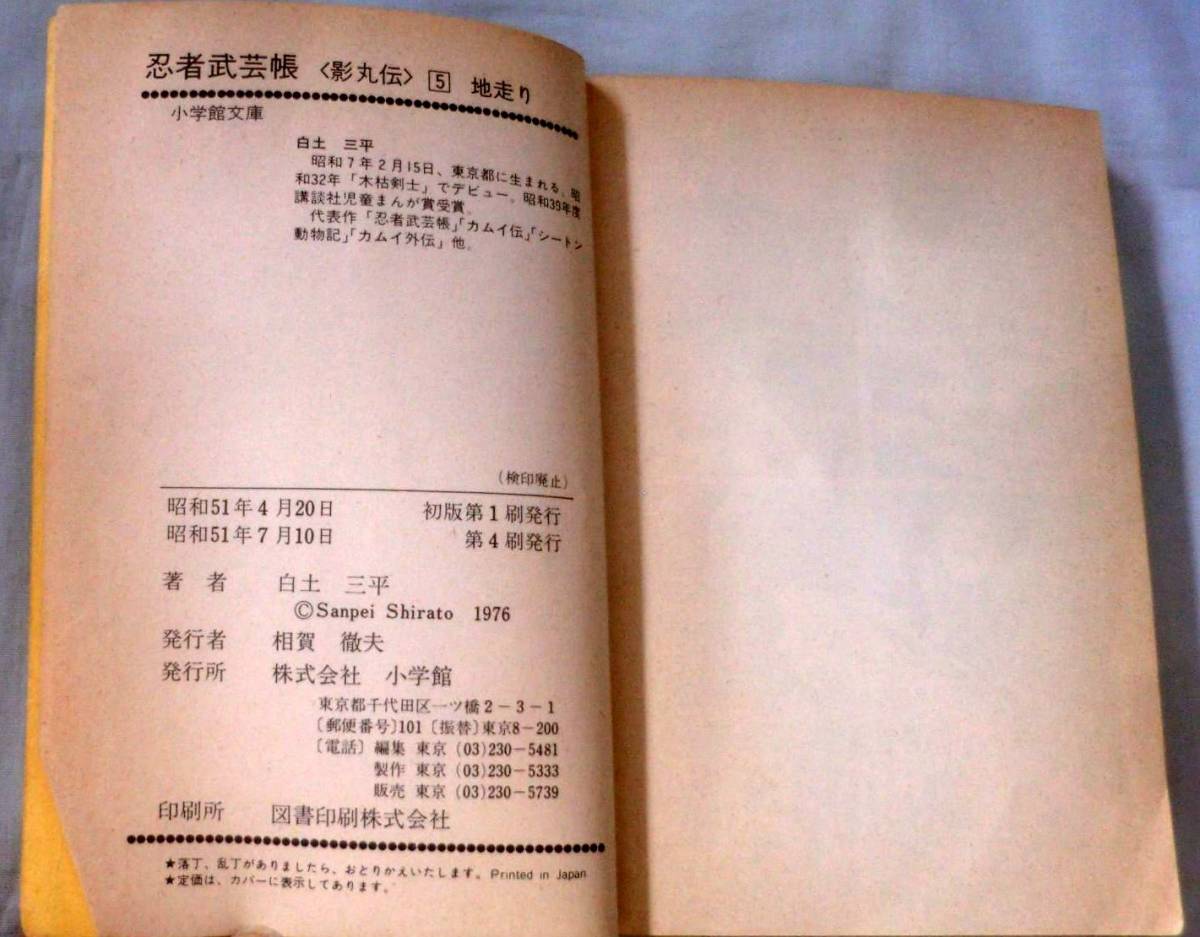 忍者武芸帳 〈影丸伝〉 5 地走り
小学館文庫
白土 三平
昭和7年2月15日、東京都に生まれる。昭
和32年「木枯剣士」でデビュー。昭和39年度
講談社児童まんが賞受賞。
代表作「忍者武芸帳」「カムイ伝」「シートン
動物記」「カムイ外伝」他。
(検印廃止)
昭和51年4月20日 初版第1刷発行
昭和51年7月10日 第4刷発行
著者 白土 三平
©Sanpei Shirato 1976
発行者 相賀 徹夫
発行所 株式会社 小学館
東京都千代田区一ツ橋2-3-1
〔郵便番号〕101〔振替〕東京8-200
〔電話〕編集 東京 (03)230-5481
製作 東京 (03)230-5333
販売 東京 (03)230-5739
印刷所 図書印刷株式会社
★落丁、乱丁がありましたら、おとりかえいたします。Printed in Japan
★定価は、カバーに表示してあります。